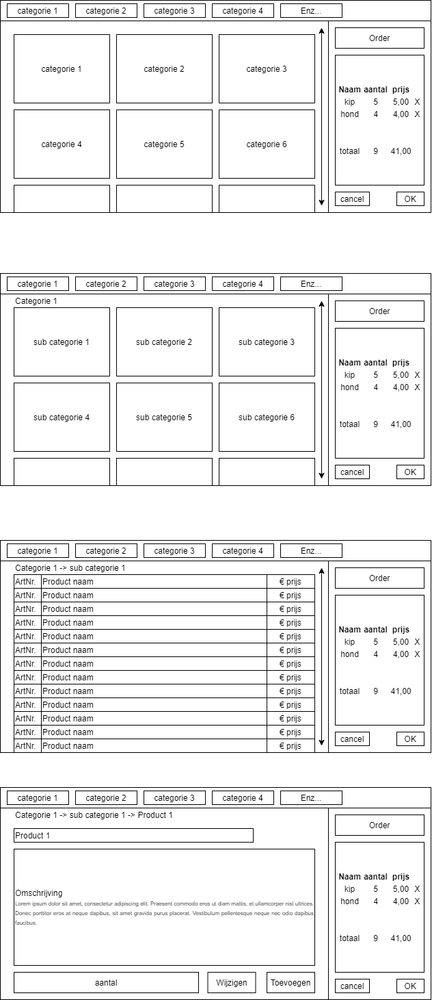 categorie 1 categorie 2 categorie 3 categorie 4 Enz...
categorie 1 categorie 2 categorie 3
categorie 4 categorie 5 categorie 6
Order
Naam aantal prijs
kip 5 5,00 X
hond 4 4,00 X
totaal 9 41,00
cancel OK
categorie 1 categorie 2 categorie 3 categorie 4 Enz...
Categorie 1
sub categorie 1 sub categorie 2 sub categorie 3
sub categorie 4 sub categorie 5 sub categorie 6
Order
Naam aantal prijs
kip 5 5,00 X
hond 4 4,00 X
totaal 9 41,00
cancel OK
categorie 1 categorie 2 categorie 3 categorie 4 Enz...
Categorie 1 -> sub categorie 1
ArtNr. Product naam € prijs
ArtNr. Product naam € prijs
ArtNr. Product naam € prijs
ArtNr. Product naam € prijs
ArtNr. Product naam € prijs
ArtNr. Product naam € prijs
ArtNr. Product naam € prijs
ArtNr. Product naam € prijs
ArtNr. Product naam € prijs
ArtNr. Product naam € prijs
ArtNr. Product naam € prijs
ArtNr. Product naam € prijs
ArtNr. Product naam € prijs
Order
Naam aantal prijs
kip 5 5,00 X
hond 4 4,00 X
totaal 9 41,00
cancel OK
categorie 1 categorie 2 categorie 3 categorie 4 Enz...
Categorie 1 -> sub categorie 1 -> Product 1
Product 1
Omschrijving
Lorem ipsum dolor sit amet, consectetur adipiscing elit. Praesent commodo eros ut diam mattis, et ullamcorper nisl ultrices.
Donec porttitor eros at neque dapibus, sit amet gravida purus placerat. Vestibulum pellentesque neque nec odio dapibus
faucibus.
aantal Wijzigen Toevoegen
Order
Naam aantal prijs
kip 5 5,00 X
hond 4 4,00 X
totaal 9 41,00
cancel OK